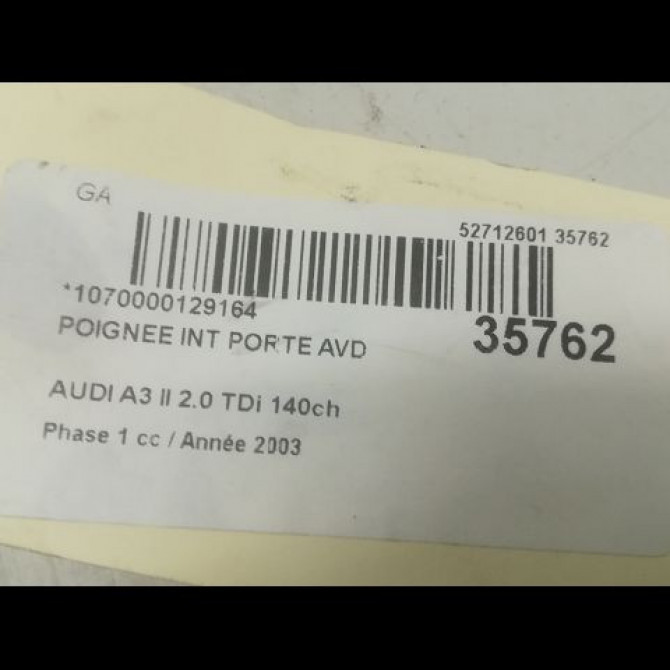 GA
52712601 35762
*1070000129164
35762
POIGNEE INT PORTE AVD
AUDI A3 II 2.0 TDi 140ch
Phase 1 cc / Année 2003